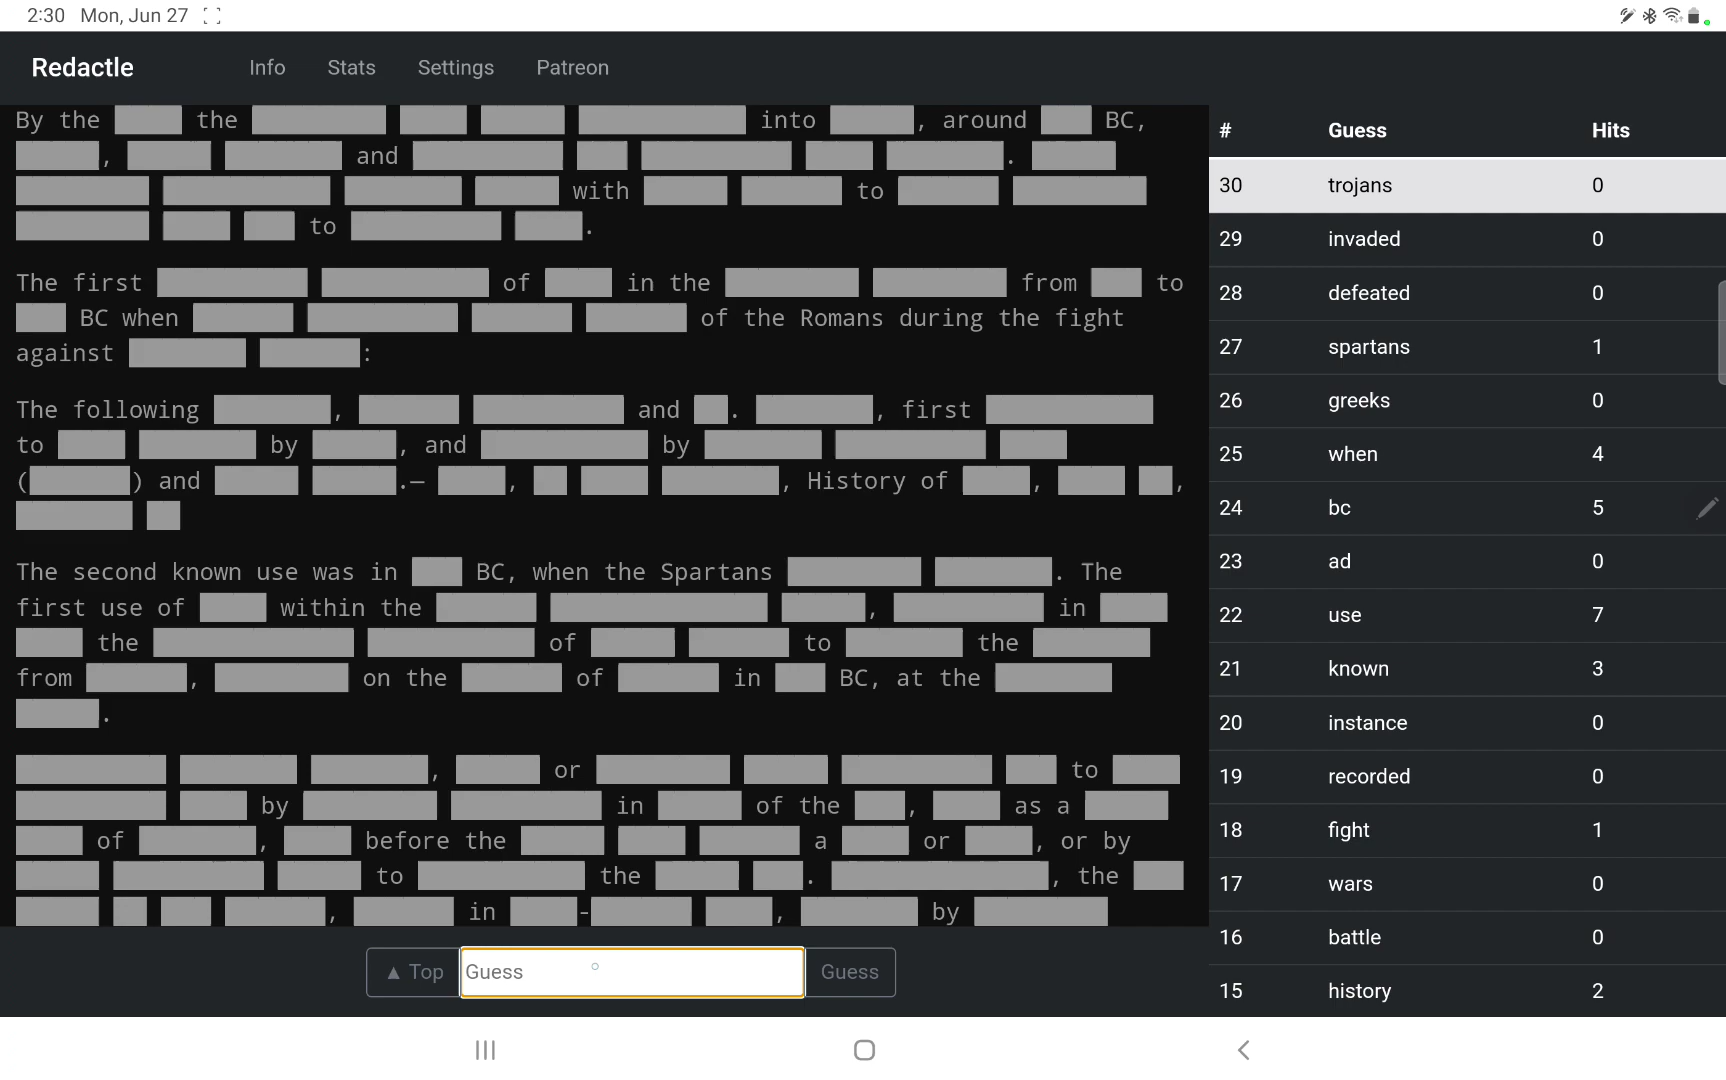 2:30 Mon, Jun 27
Redactle Info Stats Settings Patreon
By the the into , around BC,
, and .
with to
to .
The first of in the from to
BC when of the Romans during the fight
against :
The following , and . , first
to by , and by
( ) and .— , , History of , ,
The second known use was in BC, when the Spartans . The
first use of within the , in
the of to the
from , on the of in BC, at the
.
, or to
by in of the , as a
of , before the a or , or by
to the . , the
, in - , by
▲ Top Guess Guess
# Guess Hits
30 trojans 0
29 invaded 0
28 defeated 0
27 spartans 1
26 greeks 0
25 when 4
24 bc 5
23 ad 0
22 use 7
21 known 3
20 instance 0
19 recorded 0
18 fight 1
17 wars 0
16 battle 0
15 history 2